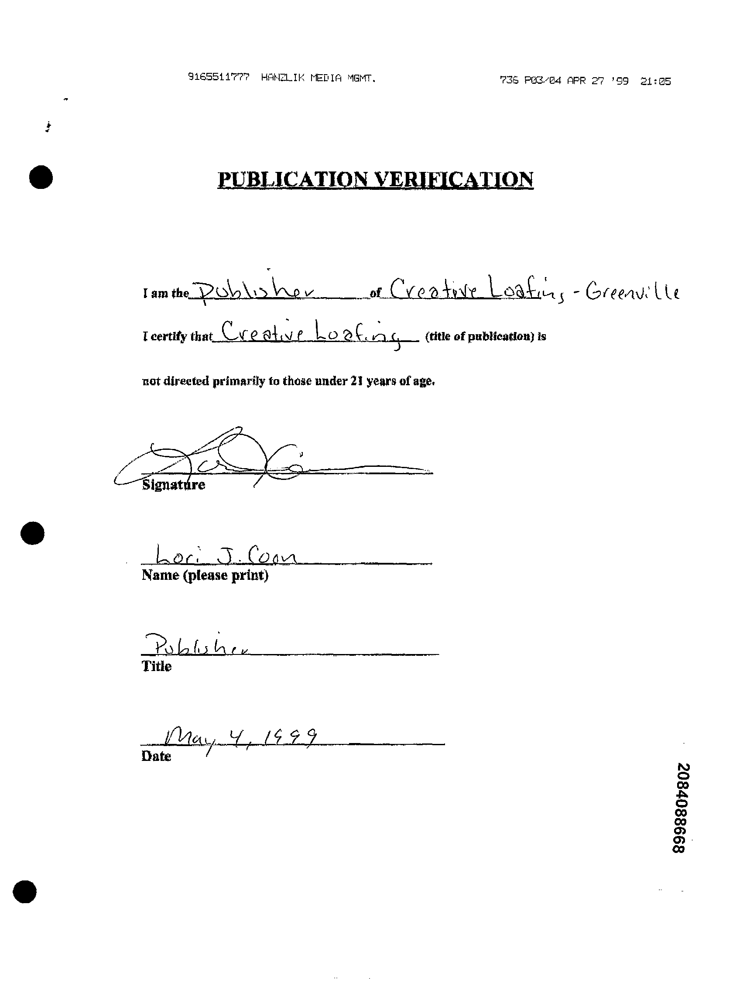 9165511777 HANZLIK MEDIA MGMT. 736 P03/04 APR 27 '99 21:05
PUBLICATION VERIFICATION
I am the Publisher of Creative Loafing - Greenville
I certify that Creative Loafing (title of publication) is
not directed primarily to those under 21 years of age.
Signature
Lori J. Coon
Name (please print)
Publisher
Title
May 4, 1999
Date
2084088668